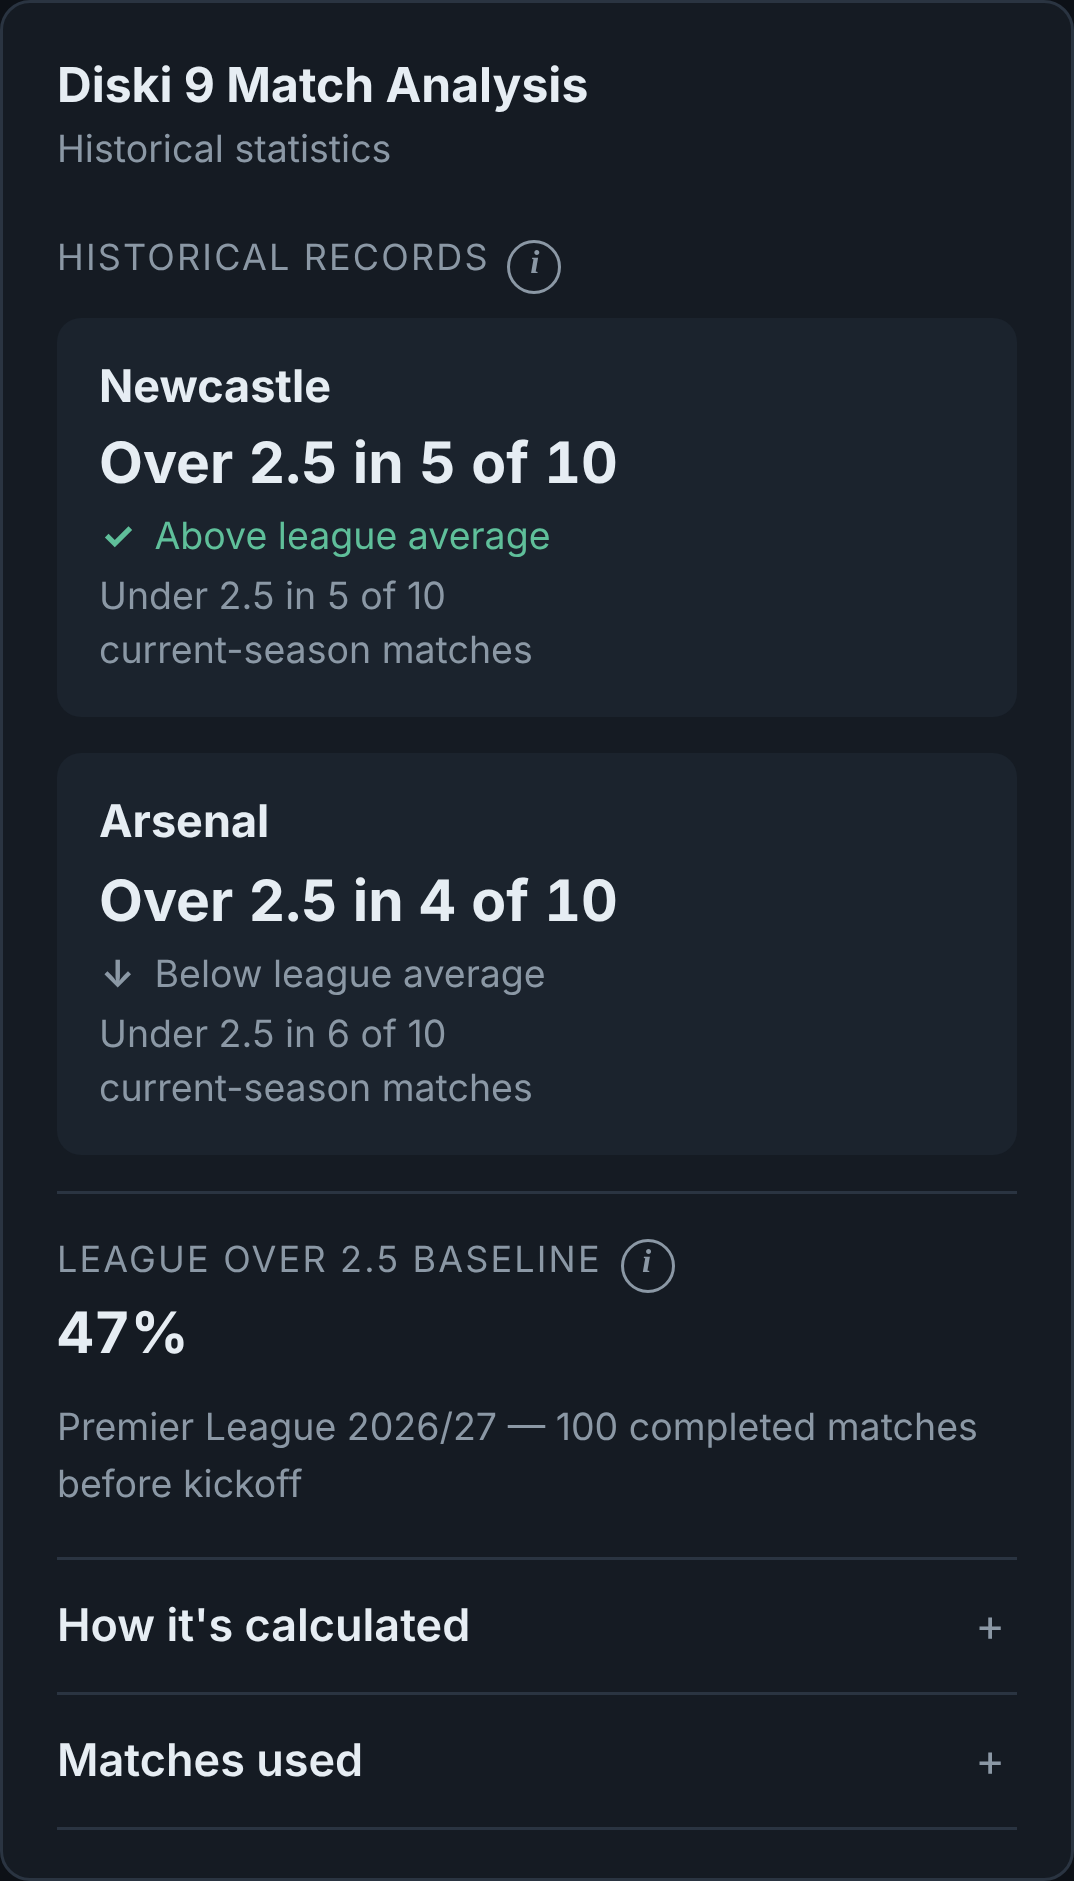 Diski 9 Match Analysis
Historical statistics
HISTORICAL RECORDS i
Newcastle
Over 2.5 in 5 of 10
✓ Above league average
Under 2.5 in 5 of 10
current-season matches
Arsenal
Over 2.5 in 4 of 10
↓ Below league average
Under 2.5 in 6 of 10
current-season matches
LEAGUE OVER 2.5 BASELINE i
47%
Premier League 2026/27 — 100 completed matches
before kickoff
How it's calculated +
Matches used +